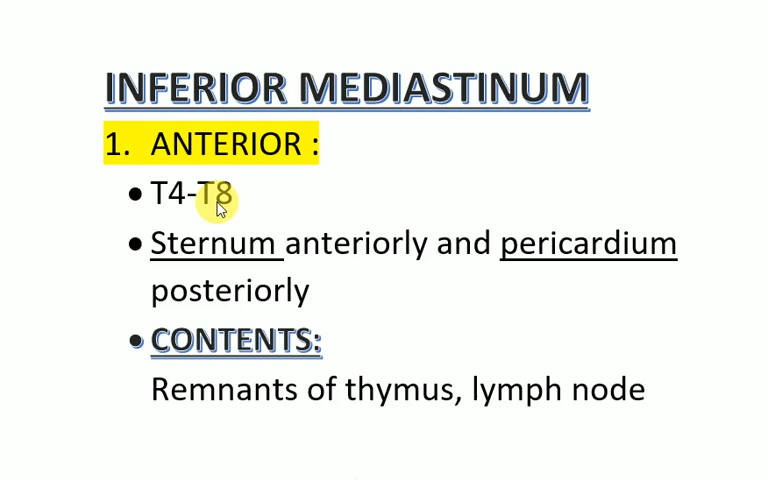 INFERIOR MEDIASTINUM
1. ANTERIOR :
• T4-T8
• Sternum anteriorly and pericardium
posteriorly
• CONTENTS:
Remnants of thymus, lymph node